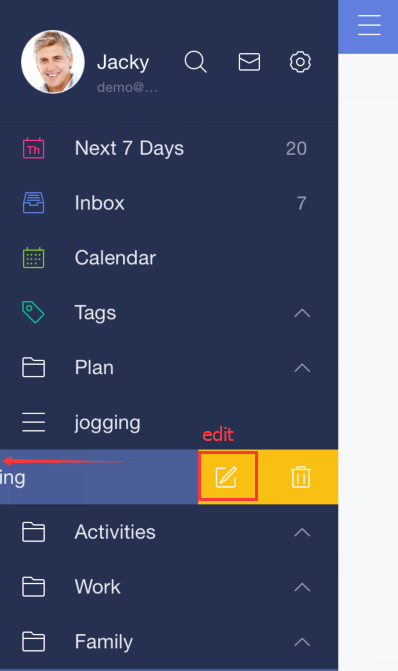 Jacky
demo@...
Th
Next 7 Days 20
Inbox 7
Calendar
Tags
Plan
jogging
edit
ing
Activities
Work
Family